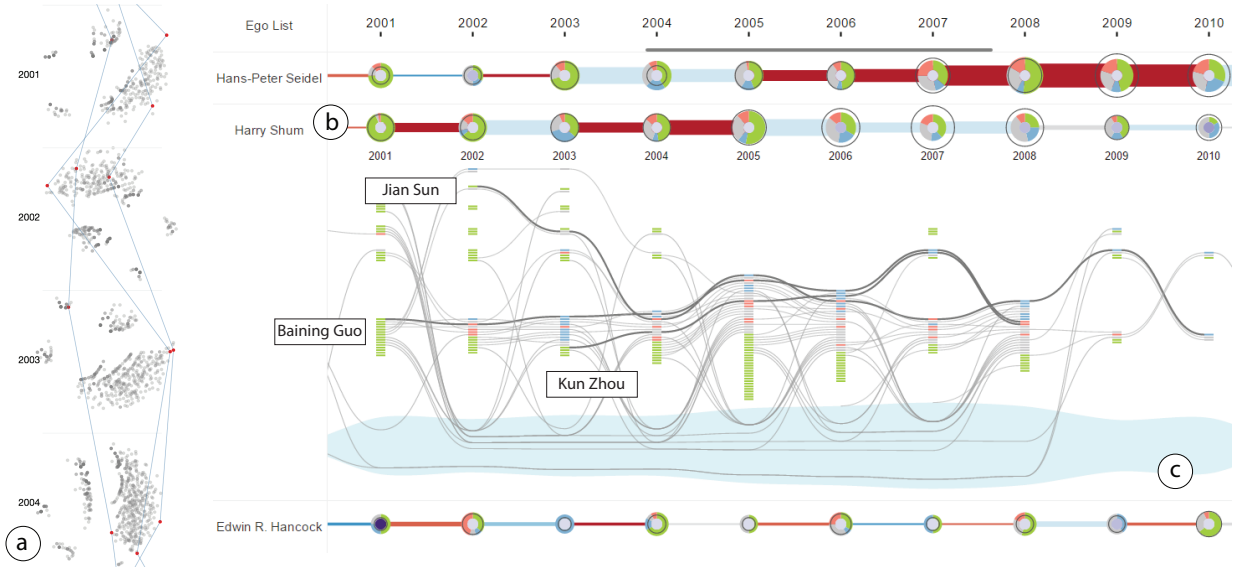 Ego List 2001 2002 2003 2004 2005 2006 2007 2008 2009 2010
2001
Hans-Peter Seidel
b
Harry Shum
2001 2002 2003 2004 2005 2006 2007 2008 2009 2010
Jian Sun
2002
Baining Guo
2003
Kun Zhou
c
2004
Edwin R. Hancock
a